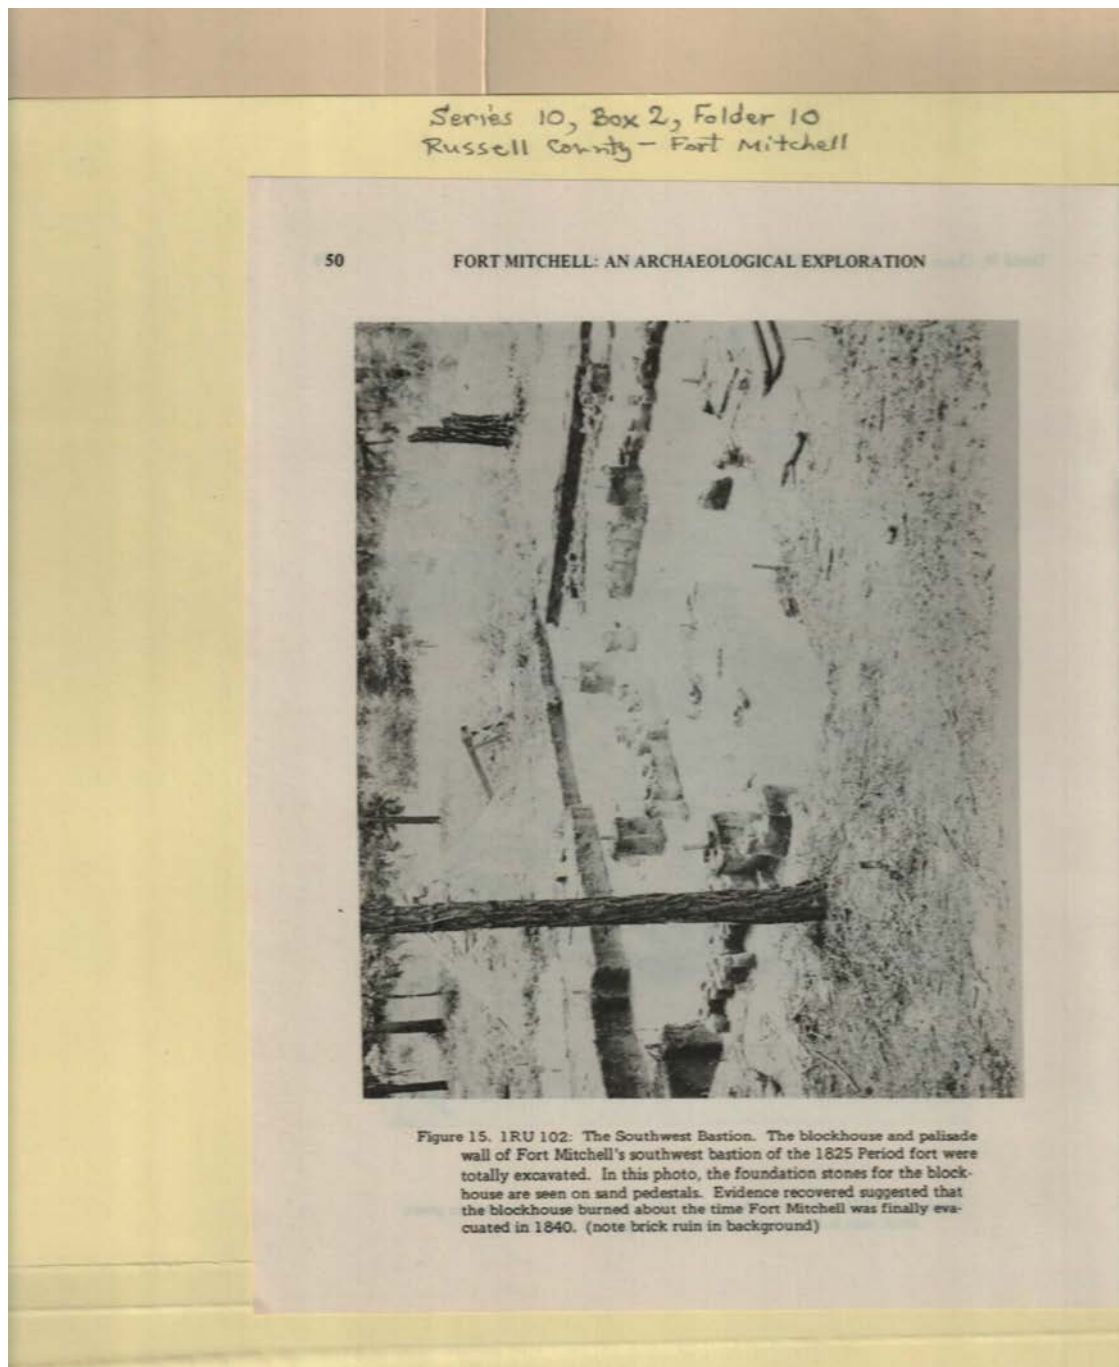 Series 10, Box 2, Folder 10
Russell County - Fort Mitchell
50 FORT MITCHELL: AN ARCHAEOLOGICAL EXPLORATION
Figure 15. 1RU 102: The Southwest Bastion. The blockhouse and palisade
wall of Fort Mitchell's southwest bastion of the 1825 Period fort were
totally excavated. In this photo, the foundation stones for the block-
house are seen on sand pedestals. Evidence recovered suggested that
the blockhouse burned about the time Fort Mitchell was finally eva-
cuated in 1840. (note brick ruin in background)